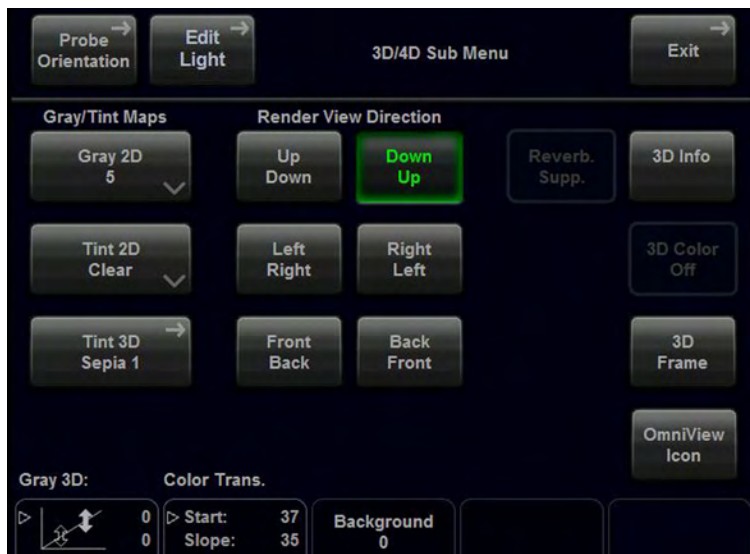 Probe
Orientation
Edit
Light
3D/4D Sub Menu
Exit
Gray/Tint Maps
Render View Direction
Gray 2D
5
Up
Down
Down
Up
Reverb.
Supp.
3D Info
Tint 2D
Clear
Left
Right
Right
Left
3D Color
Off
Tint 3D
Sepia 1
Front
Back
Back
Front
3D
Frame
OmniView
Icon
Gray 3D:
Color Trans.
0
0
Start: 37
Slope: 35
Background
0